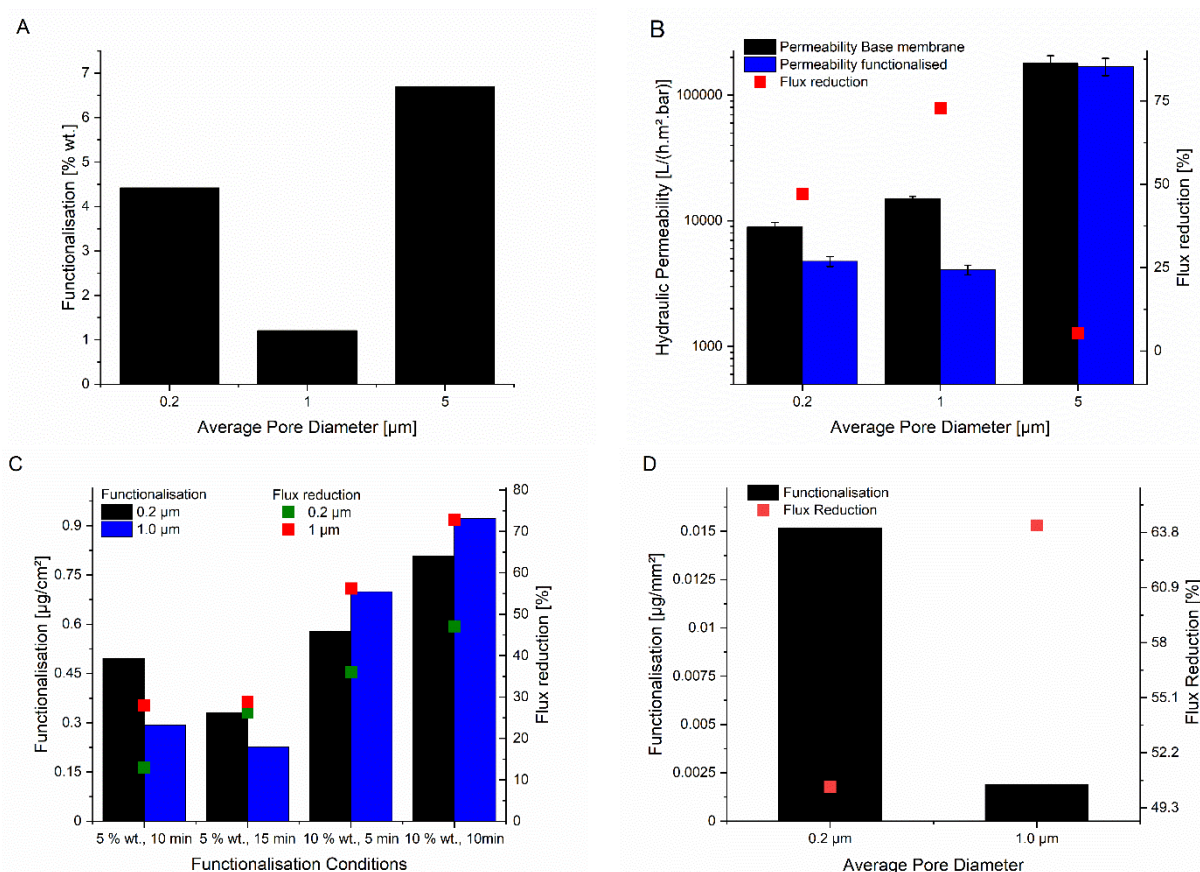 A
Functionalisation [% wt.]
7
6
5
4
3
2
1
0
0.2 1 5
Average Pore Diameter [µm]
B
Permeability Base membrane
Permeability functionalised
Flux reduction
Hydraulic Permeability [L/(h.m².bar)]
100000
10000
1000
75
50
25
0
Flux reduction [%]
0.2 1 5
Average Pore Diameter [µm]
C
Functionalisation Flux reduction
0.2 µm 0.2 µm
1.0 µm 1 µm
Functionalisation [µg/cm²]
0.9
0.75
0.6
0.45
0.3
0.15
0
80
70
60
50
40
30
20
10
0
Flux reduction [%]
5 % wt., 10 min 5 % wt., 15 min 10 % wt., 5 min 10 % wt., 10min
Functionalisation Conditions
D
Functionalisation
Flux Reduction
Functionalisation [µg/mm²]
0.015
0.0125
0.01
0.0075
0.005
0.0025
0
63.8
60.9
58
55.1
52.2
49.3
Flux Reduction [%]
0.2 µm 1.0 µm
Average Pore Diameter